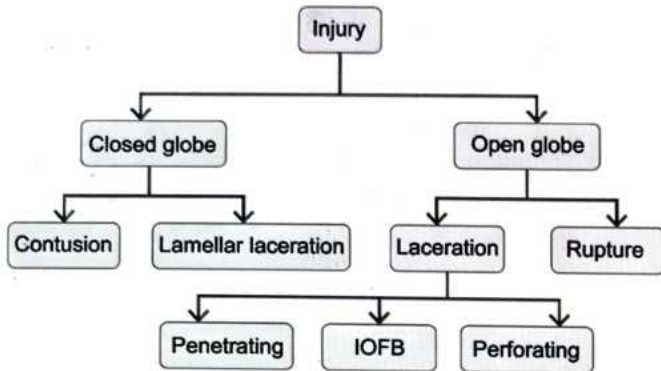 Injury
Closed globe
Open globe
Contusion
Lamellar laceration
Laceration
Rupture
Penetrating
IOFB
Perforating